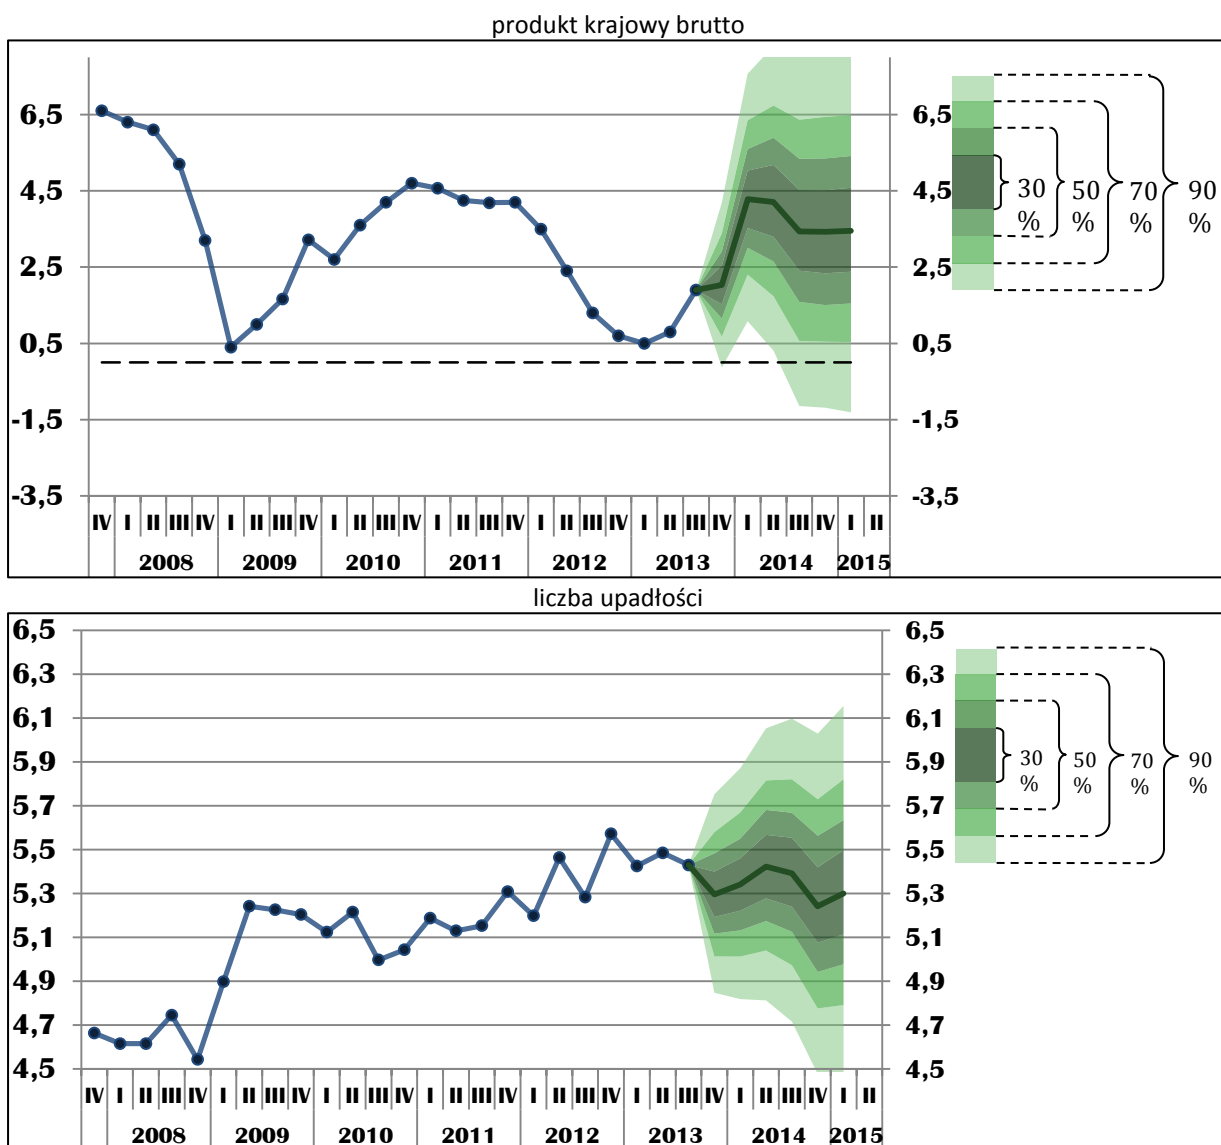 produkt krajowy brutto
6,5 6,5
4,5 4,5
2,5 2,5
0,5 0,5
-1,5 -1,5
-3,5 -3,5
30 % 50 % 70 % 90 %
IV I II III IV I II III IV I II III IV I II III IV I II III IV I II III IV I II III IV I II
2008 2009 2010 2011 2012 2013 2014 2015
liczba upadłości
6,5 6,5
6,3 6,3
6,1 6,1
5,9 5,9
5,7 5,7
5,5 5,5
5,3 5,3
5,1 5,1
4,9 4,9
4,7 4,7
4,5 4,5
30 % 50 % 70 % 90 %
IV I II III IV I II III IV I II III IV I II III IV I II III IV I II III IV I II III IV I II
2008 2009 2010 2011 2012 2013 2014 2015